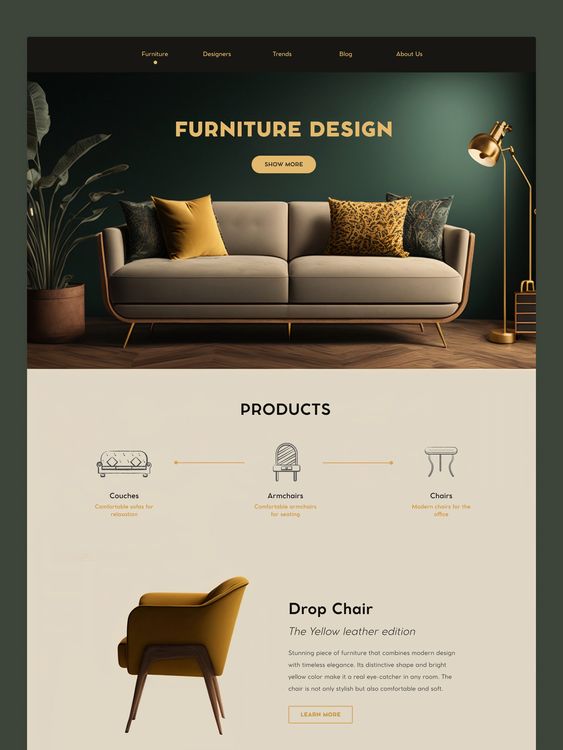 Furniture
Designers
Trends
Blog
About Us
FURNITURE DESIGN
SHOW MORE
PRODUCTS
Couches
Comfortable sofas for
relaxation
Armchairs
Comfortable armchairs
for seating
Chairs
Modern chairs for the
office
Drop Chair
The Yellow leather edition
Stunning piece of furniture that combines modern design
with timeless elegance. Its distinctive shape and bright
yellow color make it a real eye-catcher in any room. The
chair is not only stylish but also comfortable and soft.
LEARN MORE